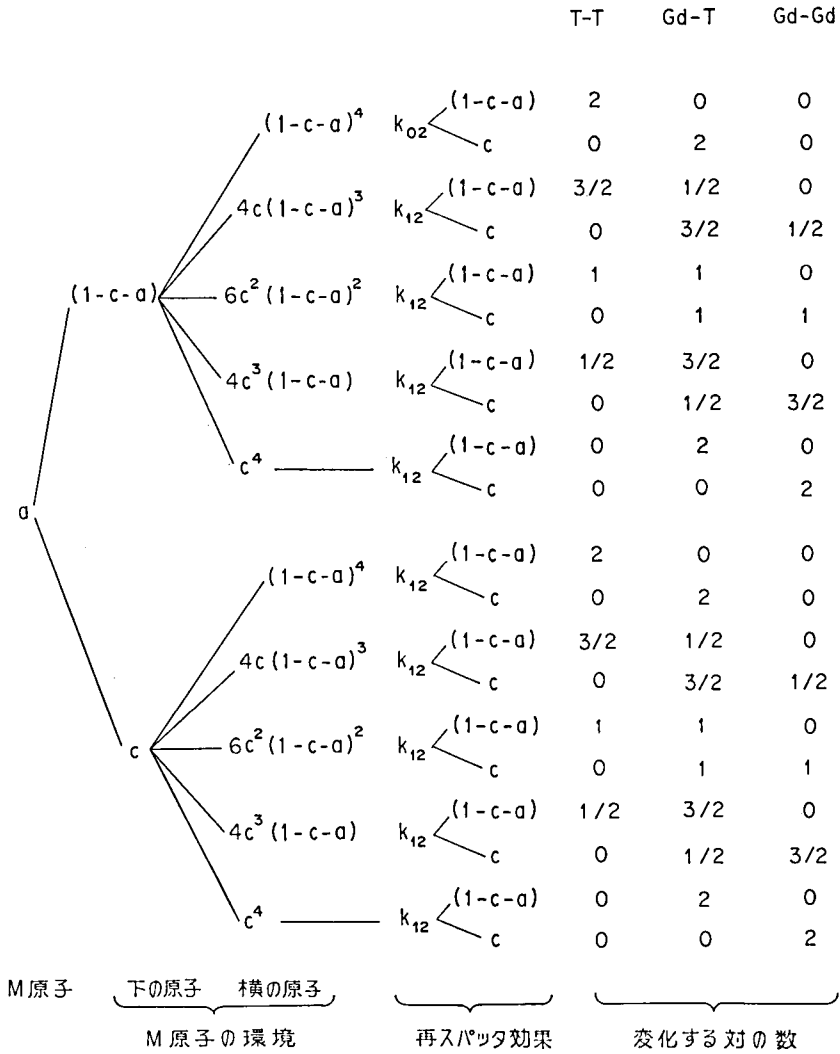 T-T Gd-T Gd-Gd
(1-c-a)⁴ k₀₂ (1-c-a) 2 0 0
c 0 2 0
4c(1-c-a)³ k₁₂ (1-c-a) 3/2 1/2 0
c 0 3/2 1/2
(1-c-a) 6c²(1-c-a)² k₁₂ (1-c-a) 1 1 0
c 0 1 1
4c³(1-c-a) k₁₂ (1-c-a) 1/2 3/2 0
c 0 1/2 3/2
c⁴ k₁₂ (1-c-a) 0 2 0
c 0 0 2
a
(1-c-a)⁴ k₁₂ (1-c-a) 2 0 0
c 0 2 0
4c(1-c-a)³ k₁₂ (1-c-a) 3/2 1/2 0
c 0 3/2 1/2
c 6c²(1-c-a)² k₁₂ (1-c-a) 1 1 0
c 0 1 1
4c³(1-c-a) k₁₂ (1-c-a) 1/2 3/2 0
c 0 1/2 3/2
c⁴ k₁₂ (1-c-a) 0 2 0
c 0 0 2
M原子 下の原子 横の原子
M原子の環境 再スパッタ効果 変化する対の数